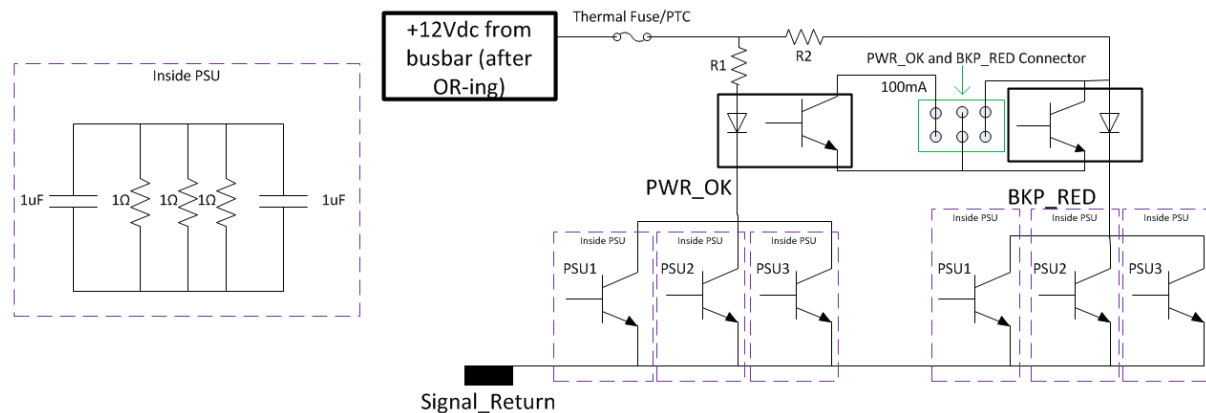 Inside PSU
1uF
1Ω
1Ω
1Ω
1uF
+12Vdc from
busbar (after
OR-ing)
Thermal Fuse/PTC
R1
R2
PWR_OK and BKP_RED Connector
100mA
PWR_OK
BKP_RED
Inside PSU
Inside PSU
Inside PSU
PSU1
PSU2
PSU3
Inside PSU
Inside PSU
Inside PSU
PSU1
PSU2
PSU3
Signal_Return